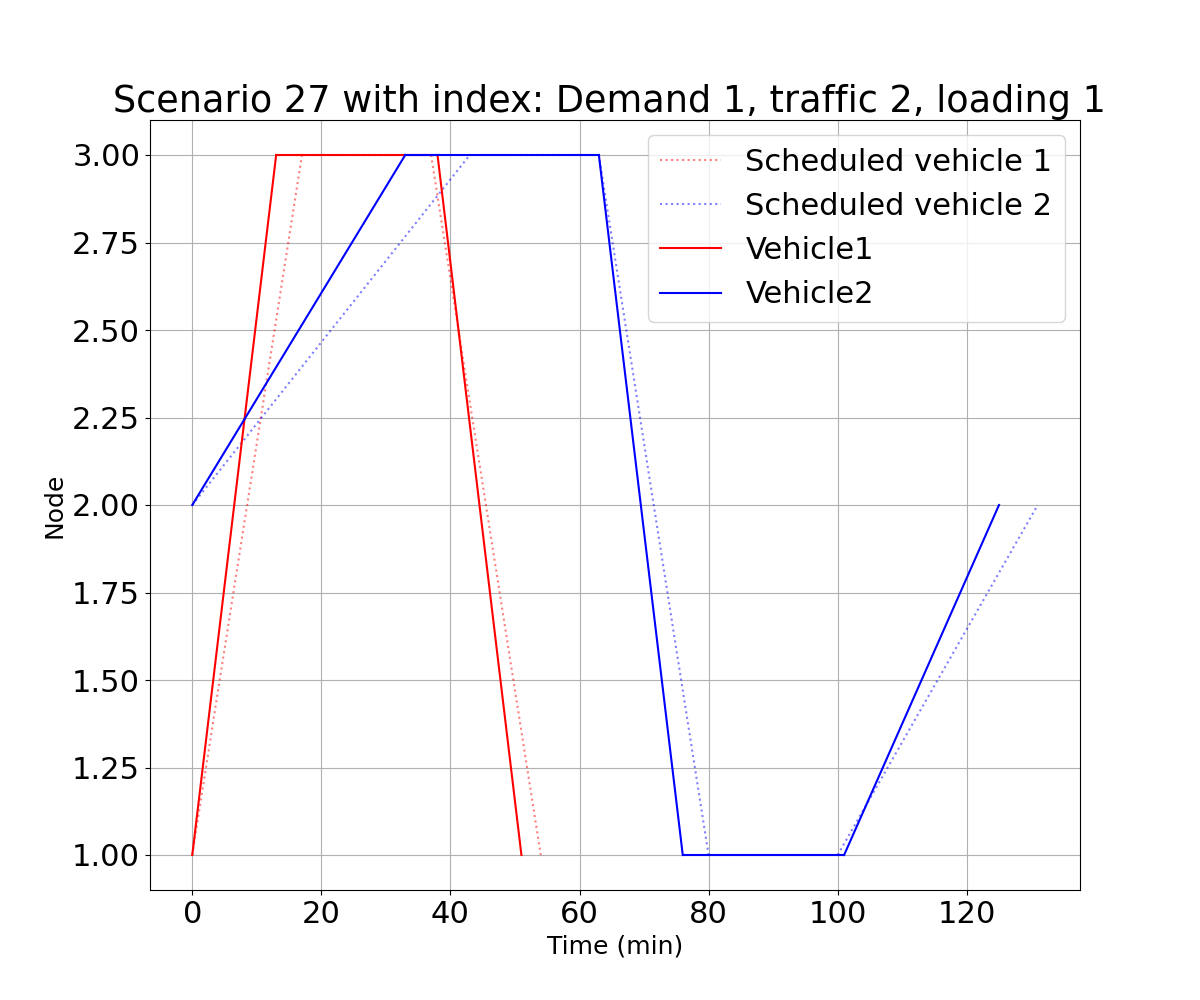 Scenario 27 with index: Demand 1, traffic 2, loading 1
Scheduled vehicle 1
Scheduled vehicle 2
Vehicle1
Vehicle2
3.00
2.75
2.50
2.25
2.00
1.75
1.50
1.25
1.00
Node
0 20 40 60 80 100 120
Time (min)